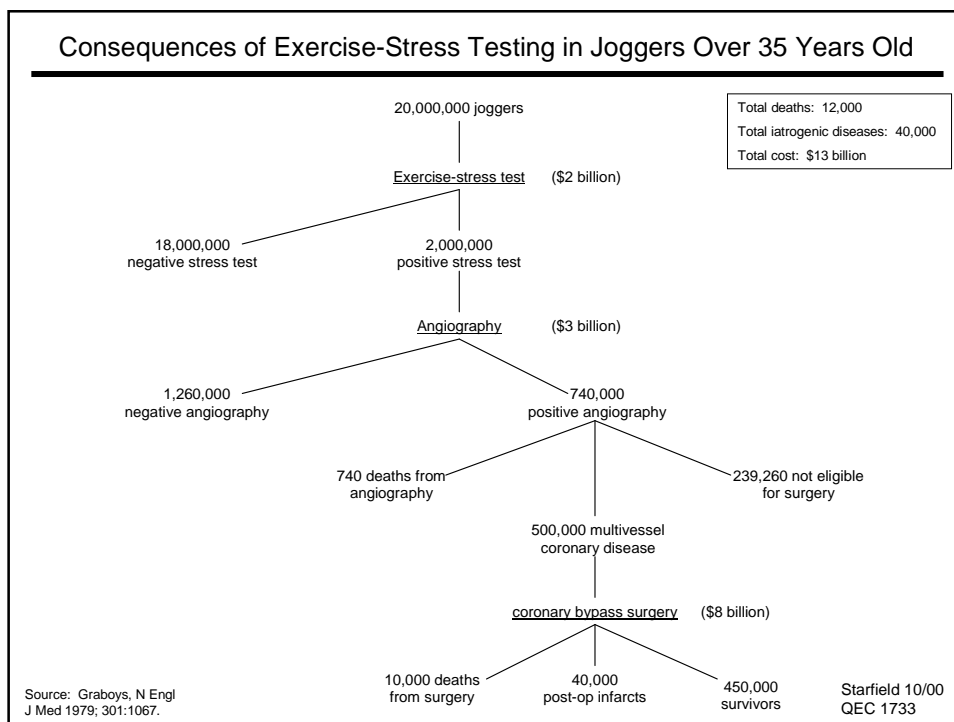 Consequences of Exercise-Stress Testing in Joggers Over 35 Years Old
Total deaths: 12,000
Total iatrogenic diseases: 40,000
Total cost: $13 billion
20,000,000 joggers
Exercise-stress test ($2 billion)
18,000,000
negative stress test
2,000,000
positive stress test
Angiography ($3 billion)
1,260,000
negative angiography
740,000
positive angiography
740 deaths from
angiography
239,260 not eligible
for surgery
500,000 multivessel
coronary disease
coronary bypass surgery ($8 billion)
10,000 deaths
from surgery
40,000
post-op infarcts
450,000
survivors
Source: Graboys, N Engl
J Med 1979; 301:1067.
Starfield 10/00
QEC 1733